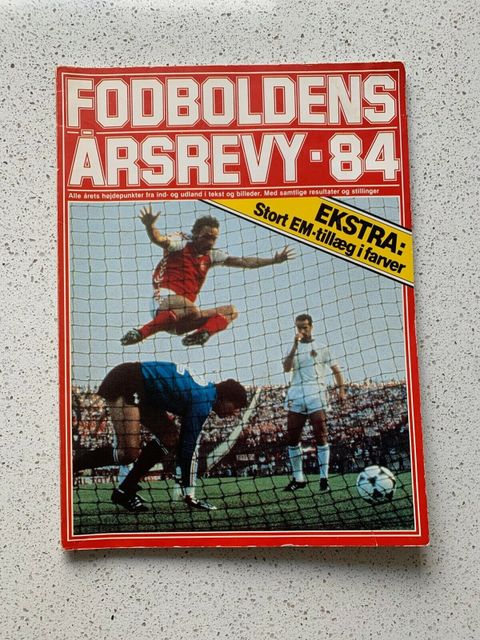 FODBOLDENS
ÅRSREVY • 84
Alle årets højdepunkter fra ind- og udland i tekst og billeder. Med samtlige resultater og stillinger
EKSTRA:
Stort EM-tillæg i farver
TOTAL